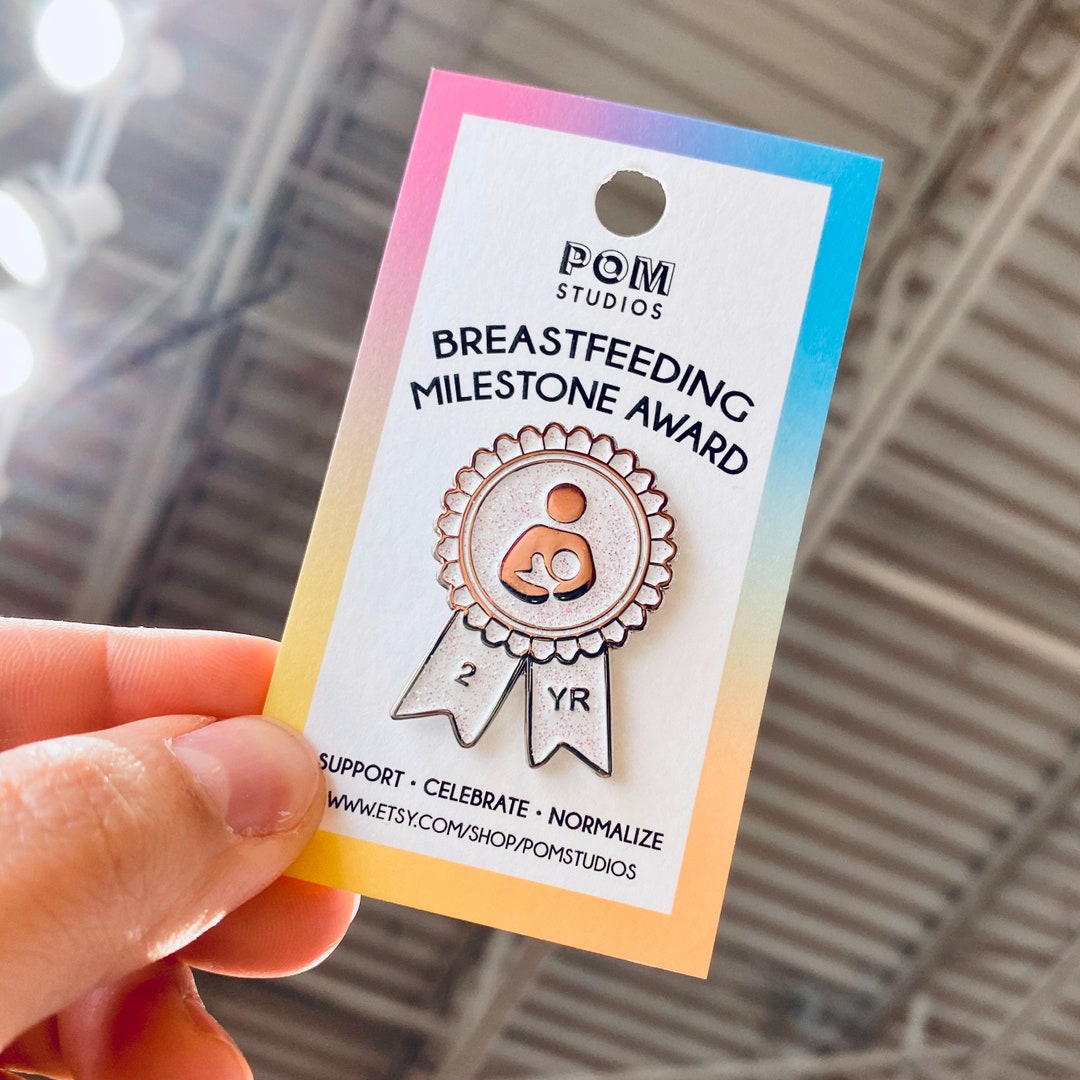 POM
STUDIOS
BREASTFEEDING
MILESTONE AWARD
2 YR
SUPPORT • CELEBRATE • NORMALIZE
WWW.ETSY.COM/SHOP/POMSTUDIOS